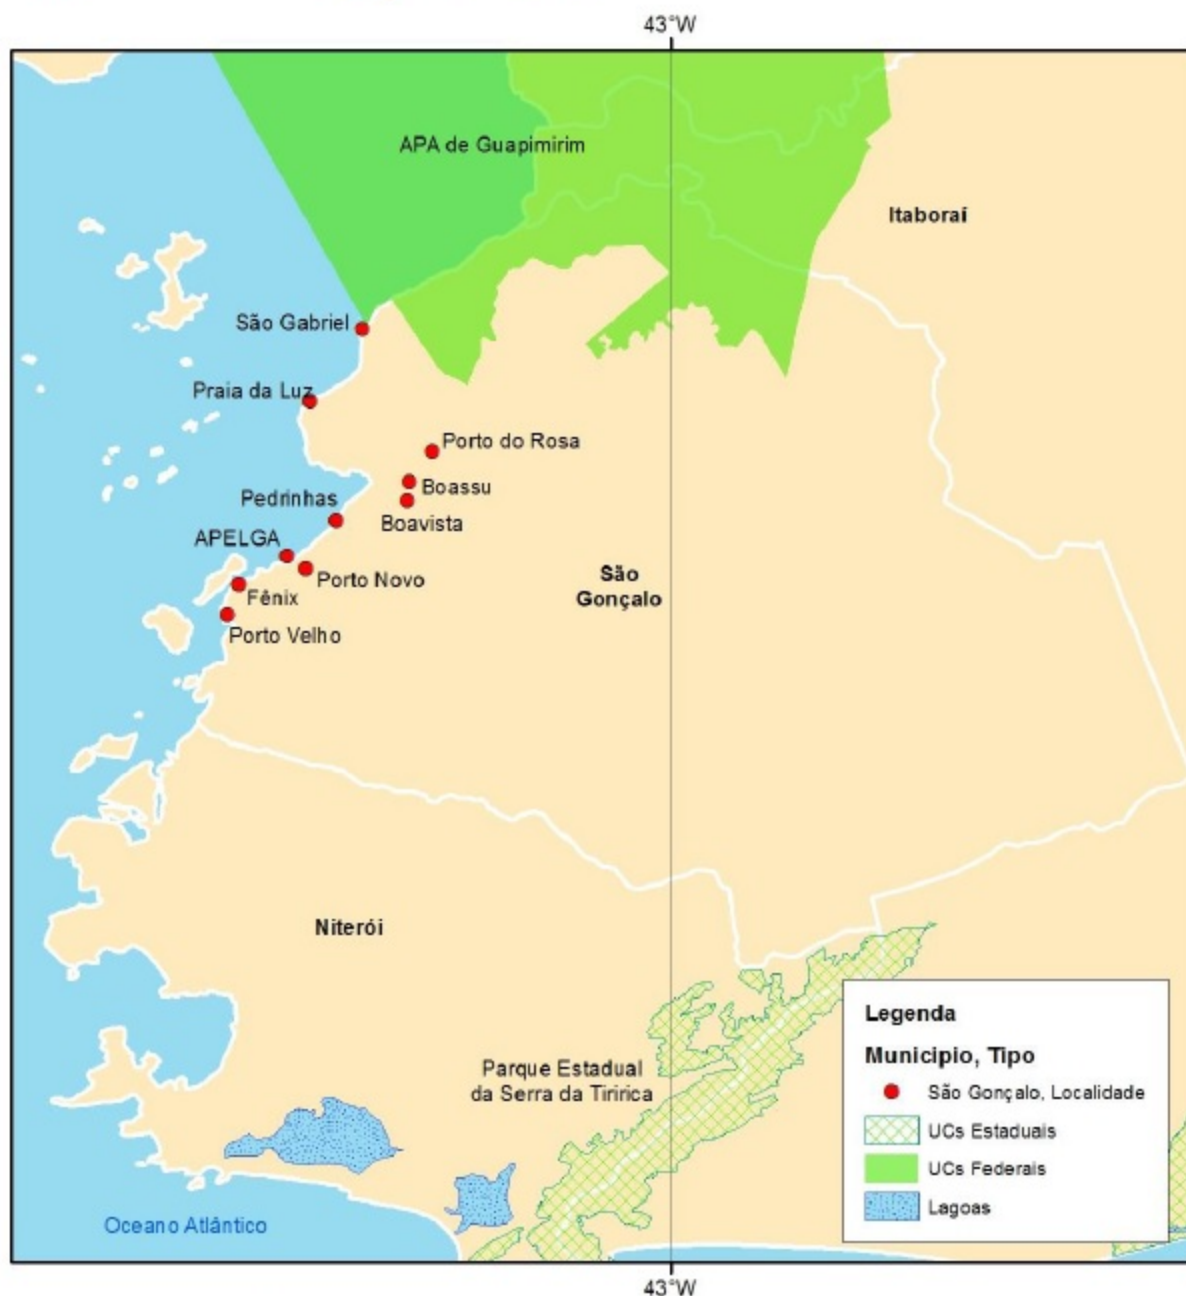 43°W
APA de Guapimirim
Itaboraí
São Gabriel
Praia da Luz
Porto do Rosa
Boassu
Pedrinhas
Boavista
APELGA
Porto Novo
São
Gonçalo
Fênix
Porto Velho
Niterói
Parque Estadual
da Serra da Tiririca
Oceano Atlântico
Legenda
Municipio, Tipo
São Gonçalo, Localidade
UCs Estaduais
UCs Federais
Lagoas
43°W